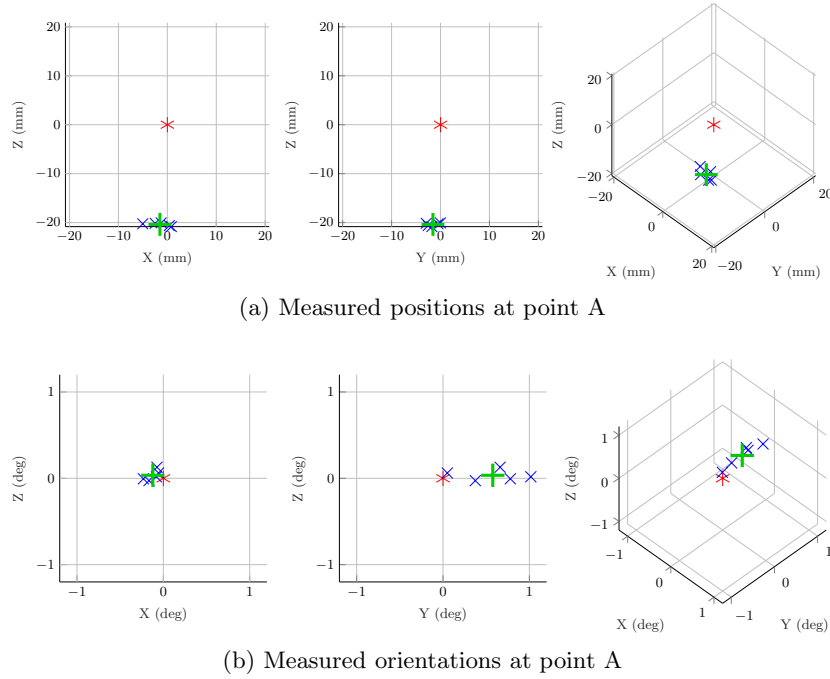 20
10
0
−10
−20
Z (mm)
−20 −10 0 10 20
X (mm)
20
10
0
−10
−20
Z (mm)
−20 −10 0 10 20
Y (mm)
20
0
−20
Z (mm)
−20
0
20
X (mm)
−20
0
20
Y (mm)
(a) Measured positions at point A
1
0
−1
Z (deg)
−1 0 1
X (deg)
1
0
−1
Z (deg)
−1 0 1
Y (deg)
1
0
−1
Z (deg)
−1
0
1
X (deg)
−1
0
1
Y (deg)
(b) Measured orientations at point A